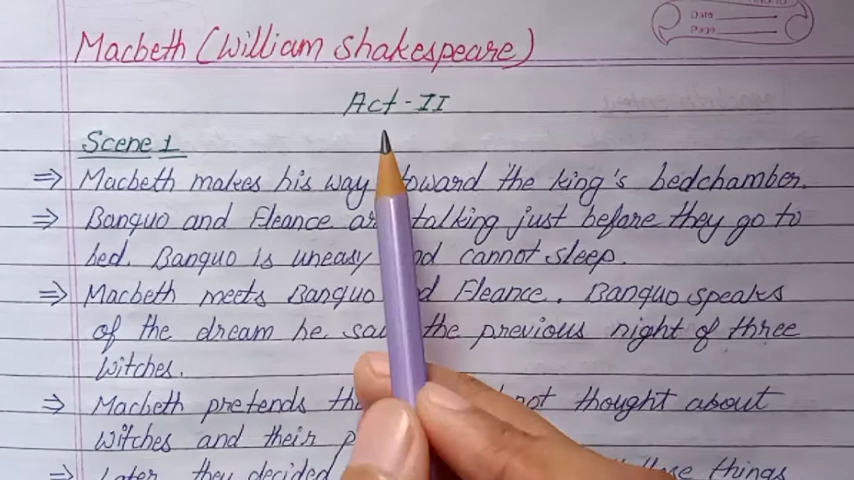 Date
Page
Macbeth (William Shakespeare)
Act - II
Scene 1
⇒ Macbeth makes his way toward the king's bedchamber.
⇒ Banquo and Fleance are talking just before they go to
bed. Banquo is uneasy and cannot sleep.
⇒ Macbeth meets Banquo and Fleance. Banquo speaks
of the dream he saw the previous night of three
witches.
⇒ Macbeth pretends not thought about
witches and their
⇒ Later they decided these things